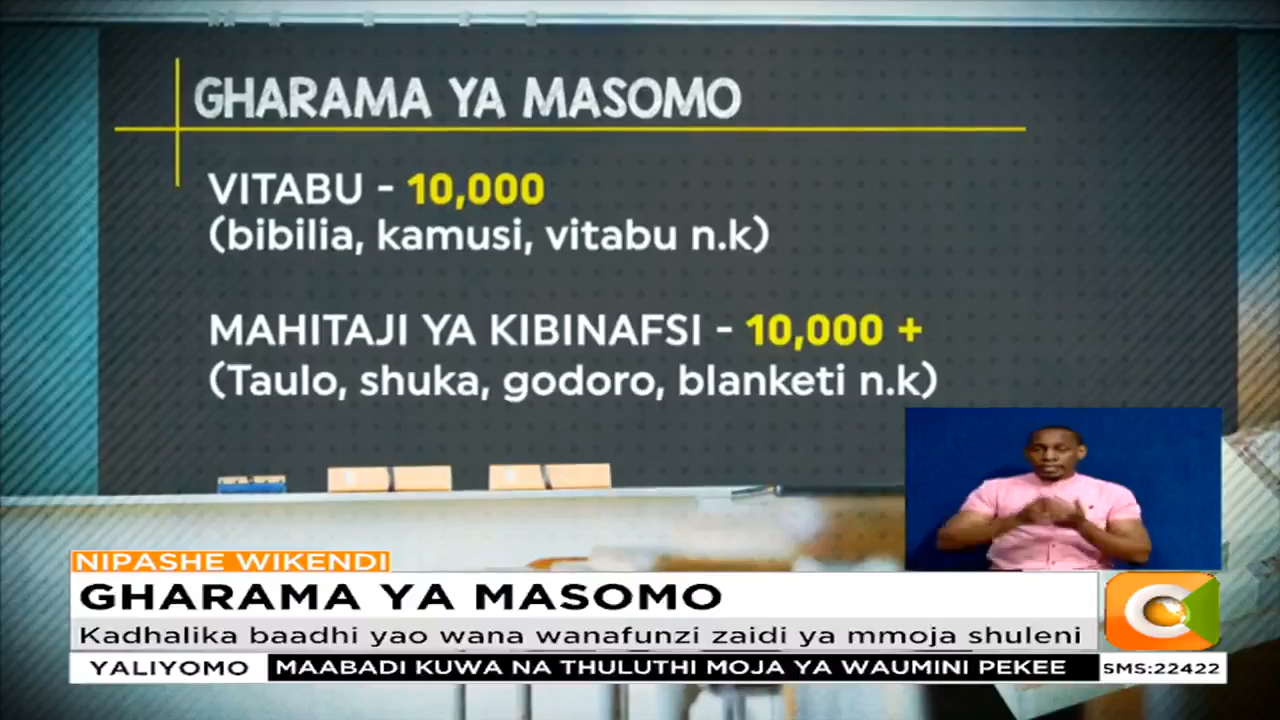 GHARAMA YA MASOMO
VITABU - 10,000
(bibilia, kamusi, vitabu n.k)
MAHITAJI YA KIBINAFSI - 10,000 +
(Taulo, shuka, godoro, blanketi n.k)
NIPASHE WIKENDI
GHARAMA YA MASOMO
Kadhalika baadhi yao wana wanafunzi zaidi ya mmoja shuleni
YALIYOMO MAABADI KUWA NA THULUTHI MOJA YA WAUMINI PEKEE SMS:22422